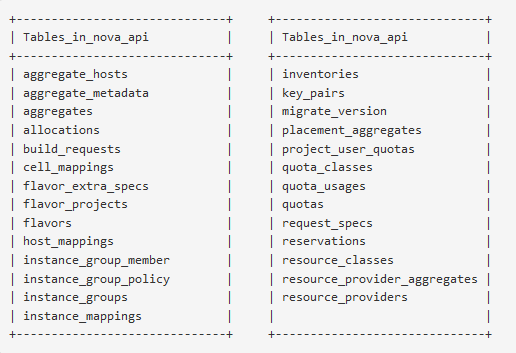 +-----------------------------+    +-----------------------------+
| Tables_in_nova_api          |    | Tables_in_nova_api          |
+-----------------------------+    +-----------------------------+
| aggregate_hosts             |    | inventories                 |
| aggregate_metadata          |    | key_pairs                   |
| aggregates                  |    | migrate_version             |
| allocations                 |    | placement_aggregates        |
| build_requests              |    | project_user_quotas         |
| cell_mappings               |    | quota_classes               |
| flavor_extra_specs          |    | quota_usages                |
| flavor_projects             |    | quotas                      |
| flavors                     |    | request_specs               |
| host_mappings               |    | reservations                |
| instance_group_member       |    | resource_classes            |
| instance_group_policy       |    | resource_provider_aggregates |
| instance_groups             |    | resource_providers          |
| instance_mappings           |    |                             |
+-----------------------------+    +-----------------------------+